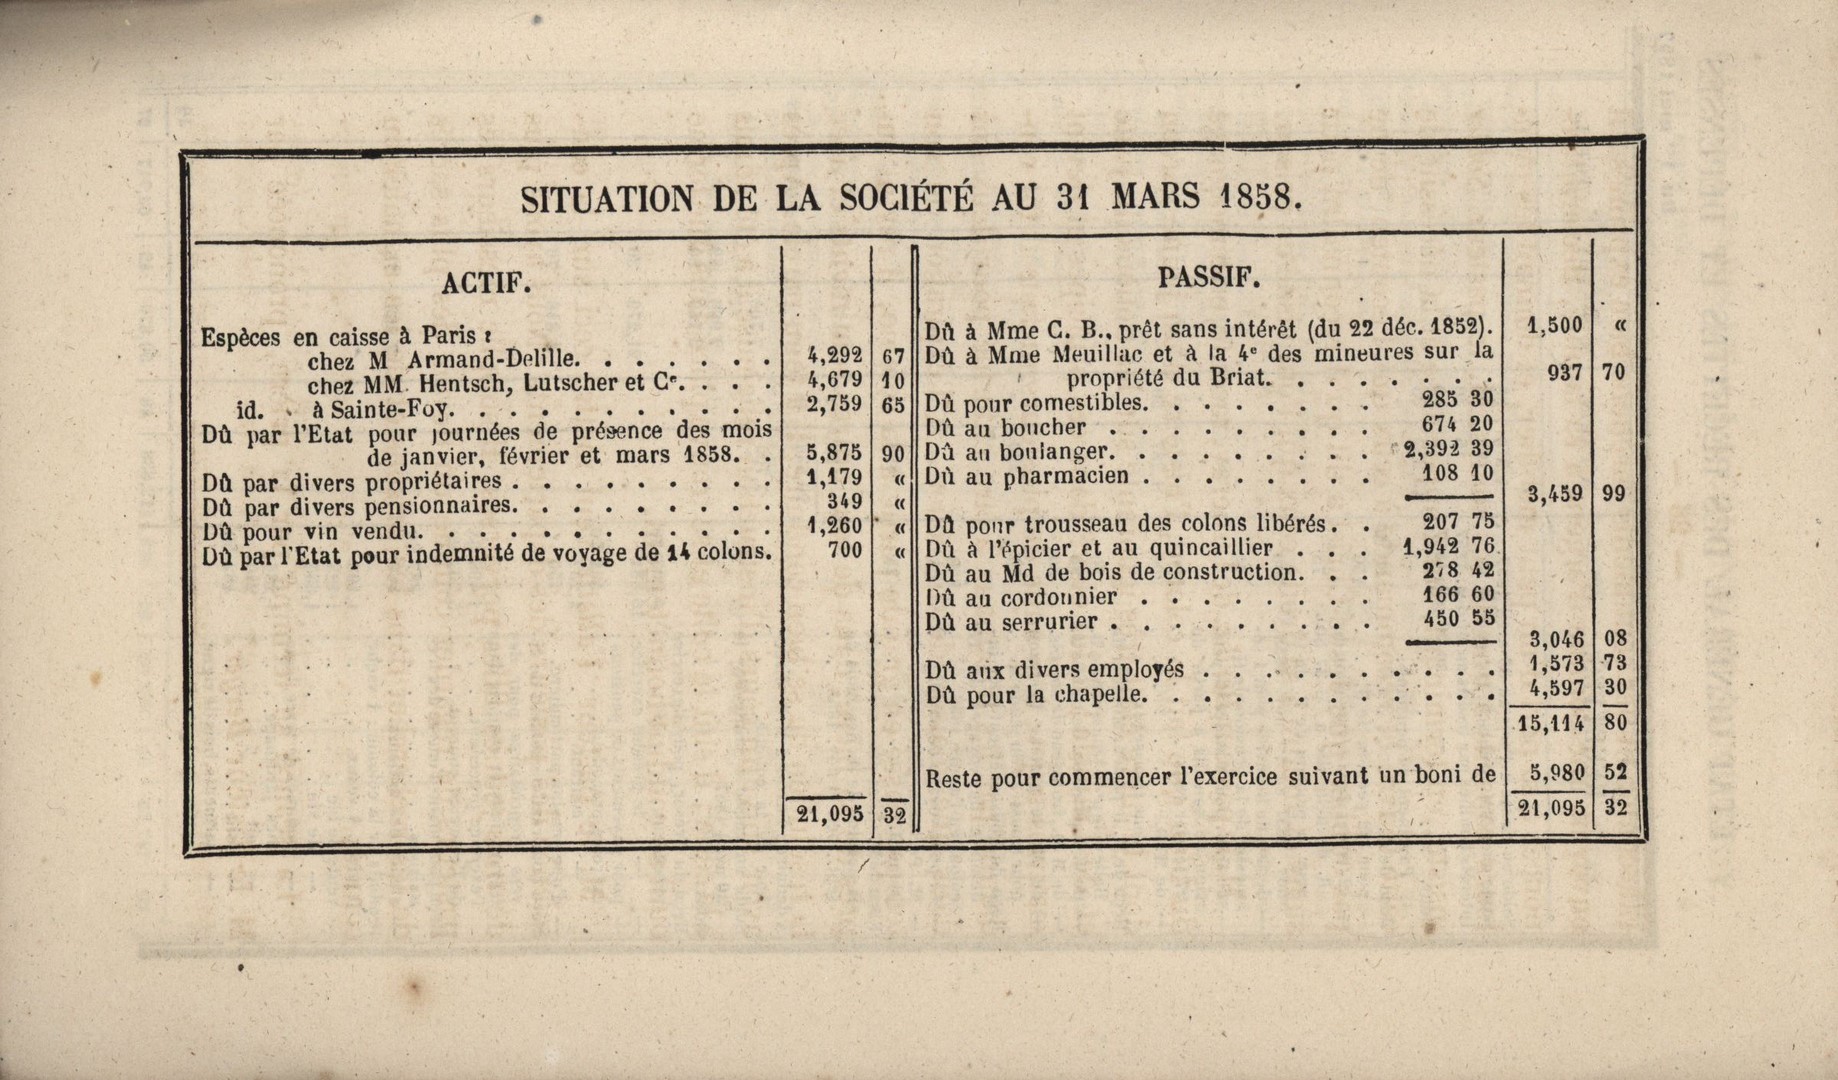 SITUATION DE LA SOCIÉTÉ AU 31 MARS 1858.
ACTIF.
Espèces en caisse à Paris :
chez M Armand-Delille. . . . . . . 4,292 67
chez MM. Hentsch, Lutscher et Cᵉ. . . . 4,679 10
id. à Sainte-Foy. . . . . . . . . . . 2,759 65
Dû par l'Etat pour journées de présence des mois
de janvier, février et mars 1858. . 5,875 90
Dû par divers propriétaires . . . . . . . . . 1,179 «
Dû par divers pensionnaires. . . . . . . . . 349 «
Dû pour vin vendu. . . . . . . . . . . . 1,260 «
Dû par l'Etat pour indemnité de voyage de 14 colons. 700 «
21,095 32
PASSIF.
Dû à Mme C. B., prêt sans intérêt (du 22 déc. 1852). 1,500 «
Dû à Mme Meuillac et à la 4ᵉ des mineures sur la
propriété du Briat. . . . . . . . 937 70
Dû pour comestibles. . . . . . . . 285 30
Dû au boucher . . . . . . . . . 674 20
Dû au boulanger. . . . . . . . . 2,392 39
Dû au pharmacien . . . . . . . . 108 10
3,459 99
Dû pour trousseau des colons libérés. . 207 75
Dû à l'épicier et au quincaillier . . . 1,942 76
Dû au Md de bois de construction. . . 278 42
Dû au cordonnier . . . . . . . . 166 60
Dû au serrurier . . . . . . . . . 450 55
3,046 08
Dû aux divers employés . . . . . . . . . . 1,573 73
Dû pour la chapelle. . . . . . . . . . . . 4,597 30
15,114 80
Reste pour commencer l'exercice suivant un boni de 5,980 52
21,095 32